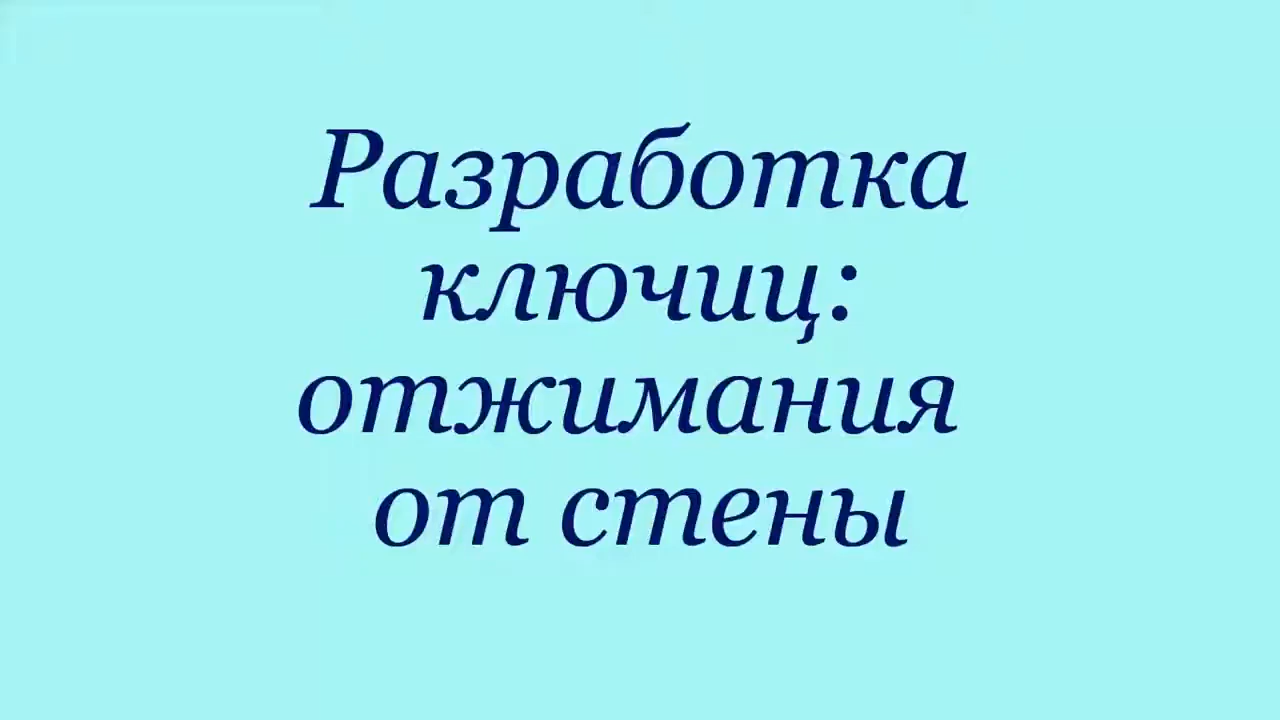 Разработка
ключиц:
отжимания
от стены